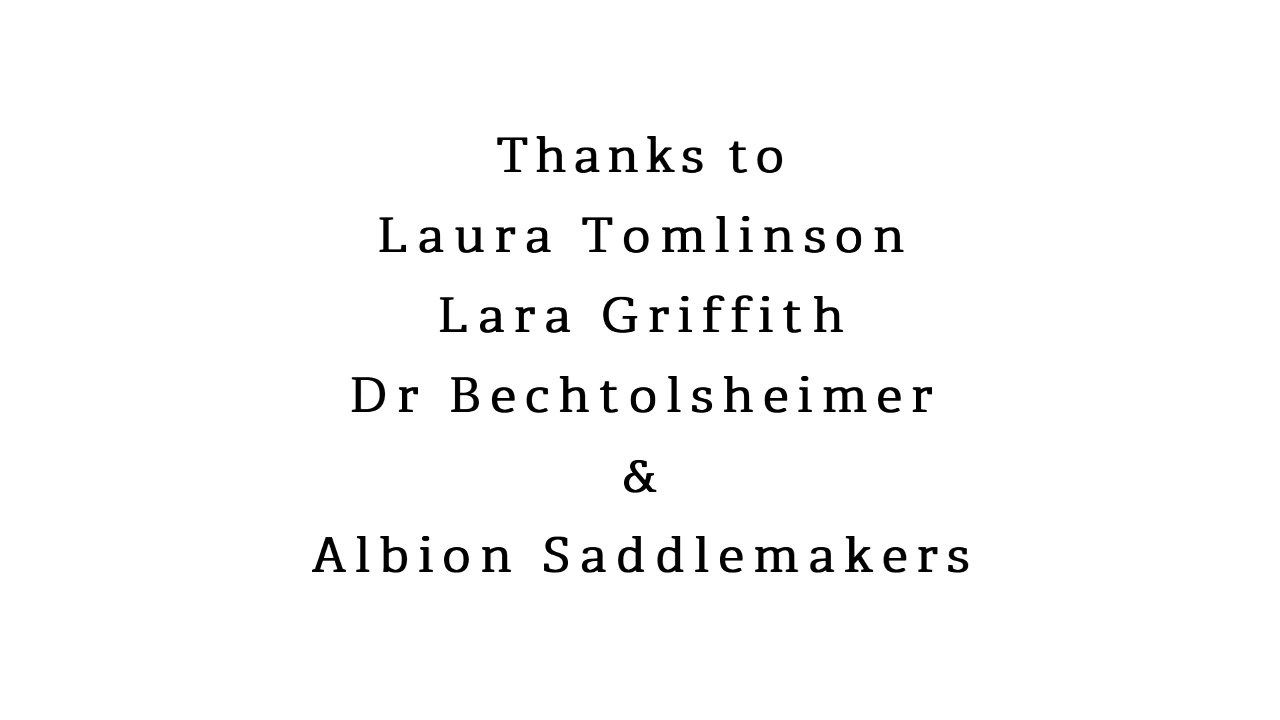 Thanks to
Laura Tomlinson
Lara Griffith
Dr Bechtolsheimer
&
Albion Saddlemakers